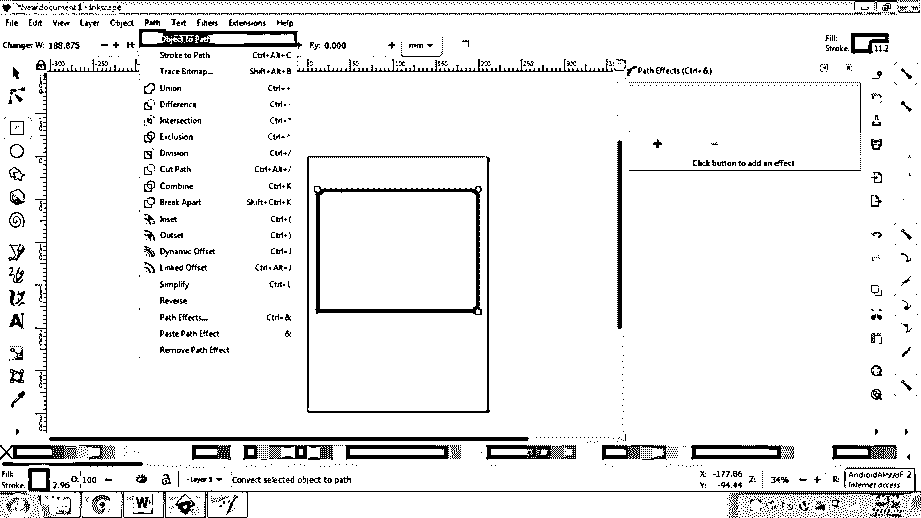 *New document 1 - Inkscape
File Edit View Layer Object Path Text Filters Extensions Help
Object to Path
Change: W: 188.875 − + H: Ry: 0.000 + mm
Fill:
Stroke: 11.2
Stroke to Path Ctrl+Alt+C
Trace Bitmap... Shift+Alt+B
Path Effects (Ctrl+&)
Union Ctrl++
Difference Ctrl+-
Intersection Ctrl+*
Exclusion Ctrl+^
Division Ctrl+/
Cut Path Ctrl+Alt+/
Click button to add an effect
Combine Ctrl+K
Break Apart Shift+Ctrl+K
Inset Ctrl+(
Outset Ctrl+)
Dynamic Offset Ctrl+J
Linked Offset Ctrl+Alt+J
Simplify Ctrl+L
Reverse
Path Effects... Ctrl+&
Paste Path Effect &
Remove Path Effect
Fill:
Stroke: 2.96 O: 100 Layer 1 Convert selected object to path
X: -177.86
Y: -94.44
Z: 34% − + R:
AndroidAP 2
Internet access